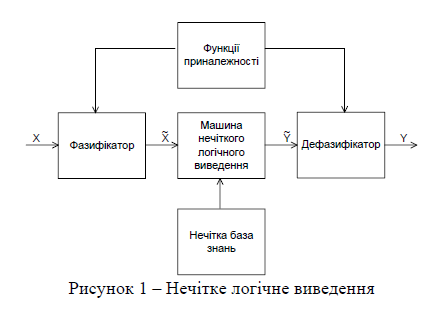 Функції
приналежності
X
Фазифікатор
X̃
Машина
нечіткого
логічного
виведення
Ỹ
Дефазифікатор
Y
Нечітка база
знань
Рисунок 1 – Нечітке логічне виведення